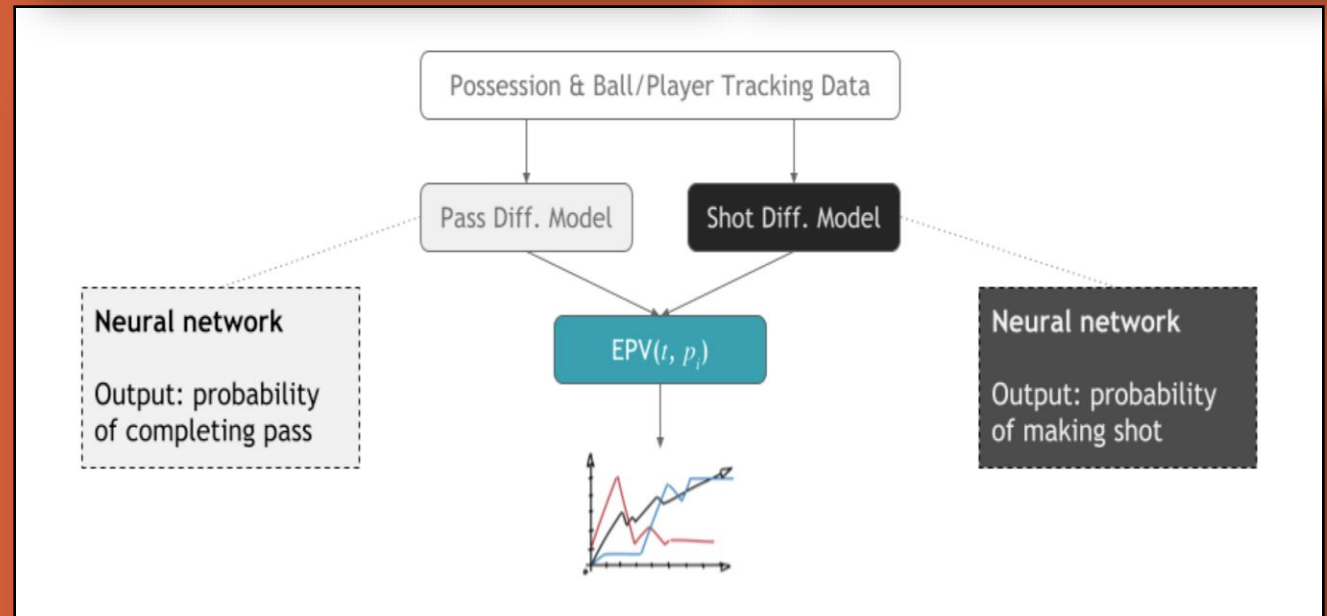 Possession & Ball/Player Tracking Data
Pass Diff. Model
Shot Diff. Model
Neural network
Output: probability
of completing pass
EPV(t, pᵢ)
Neural network
Output: probability
of making shot